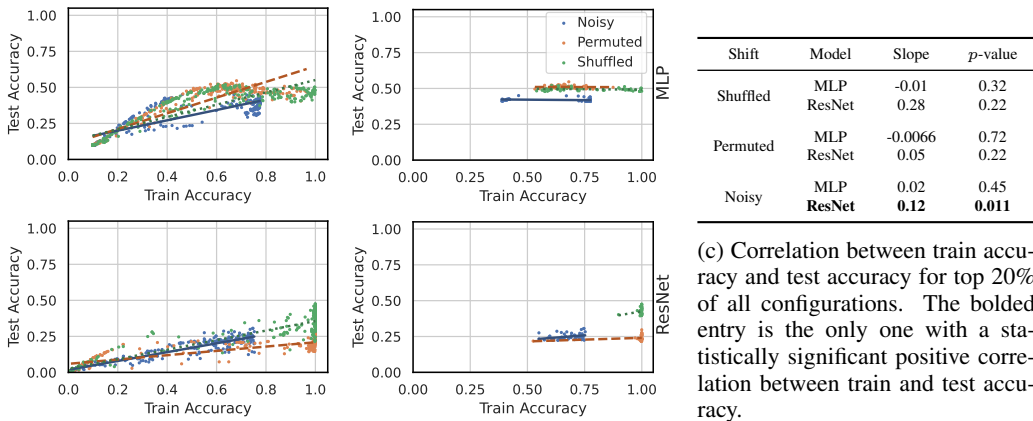 1.00
0.75
0.50
0.25
0.00
Test Accuracy
0.0 0.2 0.4 0.6 0.8 1.0
Train Accuracy
1.00
0.75
0.50
0.25
0.00
Test Accuracy
0.00 0.25 0.50 0.75 1.00
Train Accuracy
Noisy
Permuted
Shuffled
MLP
1.00
0.75
0.50
0.25
0.00
Test Accuracy
0.0 0.2 0.4 0.6 0.8 1.0
Train Accuracy
1.00
0.75
0.50
0.25
0.00
Test Accuracy
0.00 0.25 0.50 0.75 1.00
Train Accuracy
ResNet
Shift Model Slope p-value
Shuffled MLP -0.01 0.32
ResNet 0.28 0.22
Permuted MLP -0.0066 0.72
ResNet 0.05 0.22
Noisy MLP 0.02 0.45
ResNet 0.12 0.011
(c) Correlation between train accu-
racy and test accuracy for top 20%
of all configurations. The bolded
entry is the only one with a sta-
tistically significant positive corre-
lation between train and test accu-
racy.